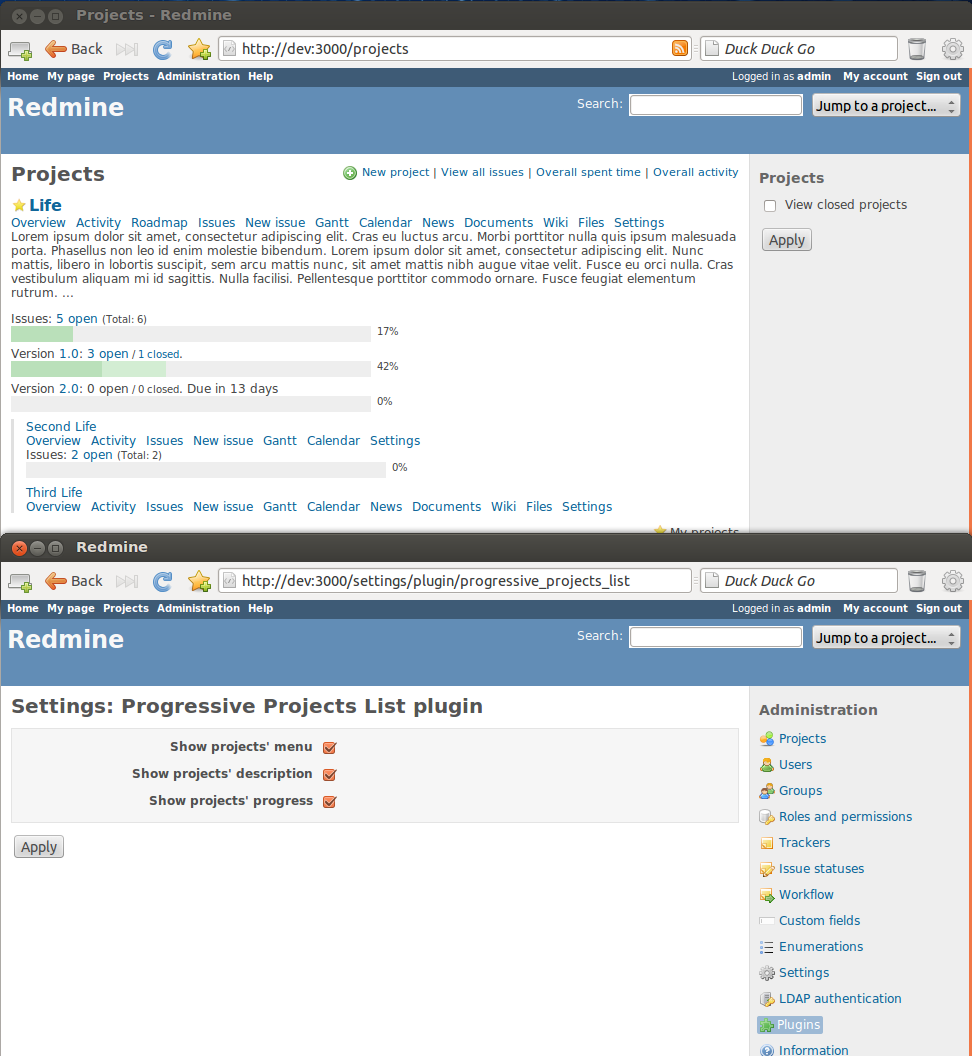 Projects - Redmine
Back http://dev:3000/projects Duck Duck Go
Home My page Projects Administration Help Logged in as admin My account Sign out
Redmine Search: Jump to a project...
Projects New project | View all issues | Overall spent time | Overall activity
Life
Overview Activity Roadmap Issues New issue Gantt Calendar News Documents Wiki Files Settings
Lorem ipsum dolor sit amet, consectetur adipiscing elit. Cras eu luctus arcu. Morbi porttitor nulla quis ipsum malesuada
porta. Phasellus non leo id enim molestie bibendum. Lorem ipsum dolor sit amet, consectetur adipiscing elit. Nunc
mattis, libero in lobortis suscipit, sem arcu mattis nunc, sit amet mattis nibh augue vitae velit. Fusce eu orci nulla. Cras
vestibulum aliquam mi id sagittis. Nulla facilisi. Pellentesque porttitor commodo ornare. Fusce feugiat elementum
rutrum. ...
Issues: 5 open (Total: 6)
17%
Version 1.0: 3 open / 1 closed.
42%
Version 2.0: 0 open / 0 closed. Due in 13 days
0%
Second Life
Overview Activity Issues New issue Gantt Calendar Settings
Issues: 2 open (Total: 2)
0%
Third Life
Overview Activity Issues New issue Gantt Calendar News Documents Wiki Files Settings
My projects
Projects
View closed projects
Apply
Redmine
Back http://dev:3000/settings/plugin/progressive_projects_list Duck Duck Go
Home My page Projects Administration Help Logged in as admin My account Sign out
Redmine Search: Jump to a project...
Settings: Progressive Projects List plugin
Show projects' menu
Show projects' description
Show projects' progress
Apply
Administration
Projects
Users
Groups
Roles and permissions
Trackers
Issue statuses
Workflow
Custom fields
Enumerations
Settings
LDAP authentication
Plugins
Information